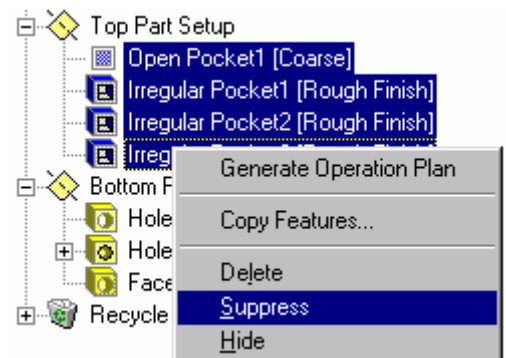 Top Part Setup
Open Pocket1 [Coarse]
Irregular Pocket1 [Rough Finish]
Irregular Pocket2 [Rough Finish]
Generate Operation Plan
Bottom
Hole
Copy Features...
Hole
Delete
Face
Suppress
Recycle
Hide